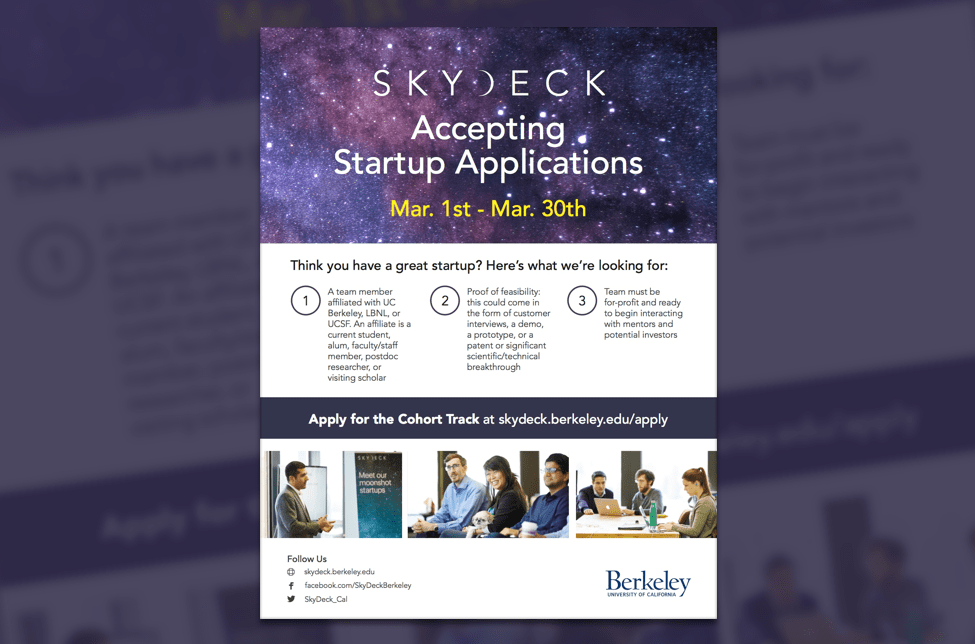 SKYDECK
Accepting
Startup Applications
Mar. 1st - Mar. 30th
Think you have a great startup? Here's what we're looking for:
1
A team member
affiliated with UC
Berkeley, LBNL, or
UCSF. An affiliate is a
current student,
alum, faculty/staff
member, postdoc
researcher, or
visiting scholar
2
Proof of feasibility:
this could come in
the form of customer
interviews, a demo,
a prototype, or a
patent or significant
scientific/technical
breakthrough
3
Team must be
for-profit and ready
to begin interacting
with mentors and
potential investors
Apply for the Cohort Track at skydeck.berkeley.edu/apply
SKYDECK
Meet our
moonshot
startups
Follow Us
skydeck.berkeley.edu
facebook.com/SkyDeckBerkeley
SkyDeck_Cal
Berkeley
UNIVERSITY OF CALIFORNIA